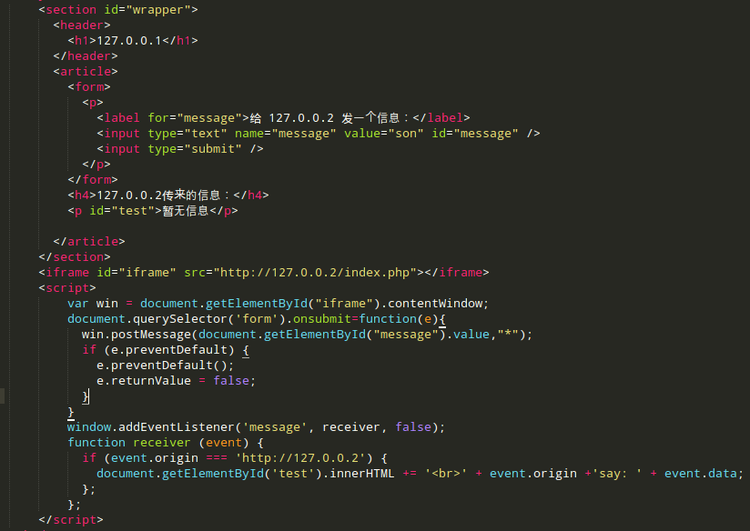 <section id="wrapper">
<header>
<h1>127.0.0.1</h1>
</header>
<article>
<form>
<p>
<label for="message">给 127.0.0.2 发一个信息：</label>
<input type="text" name="message" value="son" id="message" />
<input type="submit" />
</p>
</form>
<h4>127.0.0.2传来的信息：</h4>
<p id="test">暂无信息</p>
</article>
</section>
<iframe id="iframe" src="http://127.0.0.2/index.php"></iframe>
<script>
var win = document.getElementById("iframe").contentWindow;
document.querySelector('form').onsubmit=function(e){
win.postMessage(document.getElementById("message").value,"*");
if (e.preventDefault) {
e.preventDefault();
e.returnValue = false;
}
}
window.addEventListener('message', receiver, false);
function receiver (event) {
if (event.origin === 'http://127.0.0.2') {
document.getElementById('test').innerHTML += '<br>' + event.origin +'say: ' + event.data;
};
};
</script>